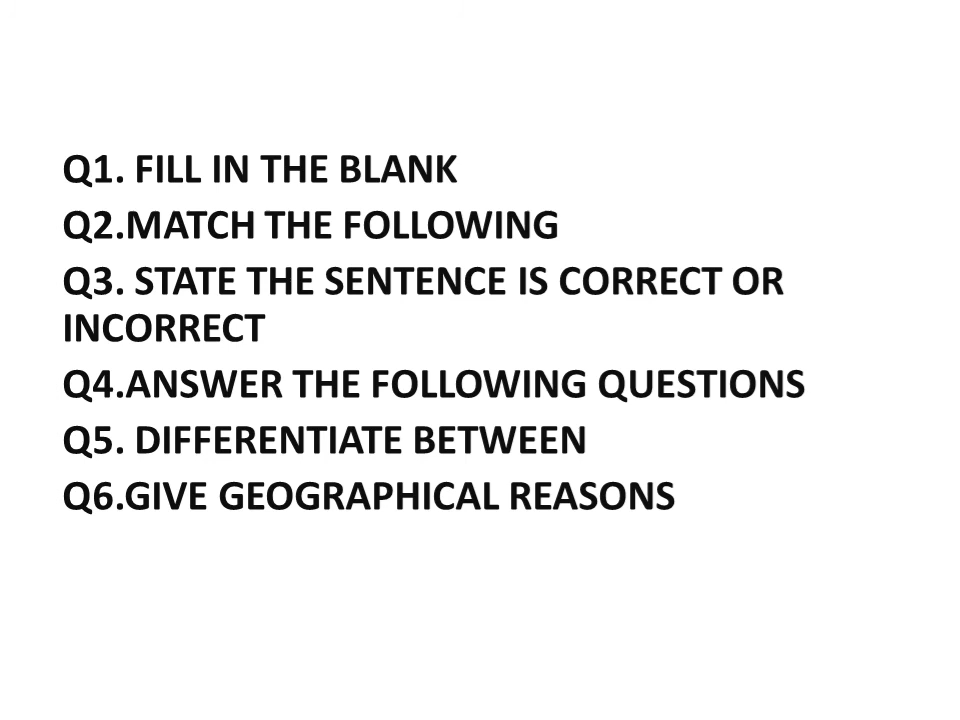 Q1. FILL IN THE BLANK
Q2.MATCH THE FOLLOWING
Q3. STATE THE SENTENCE IS CORRECT OR
INCORRECT
Q4.ANSWER THE FOLLOWING QUESTIONS
Q5. DIFFERENTIATE BETWEEN
Q6.GIVE GEOGRAPHICAL REASONS